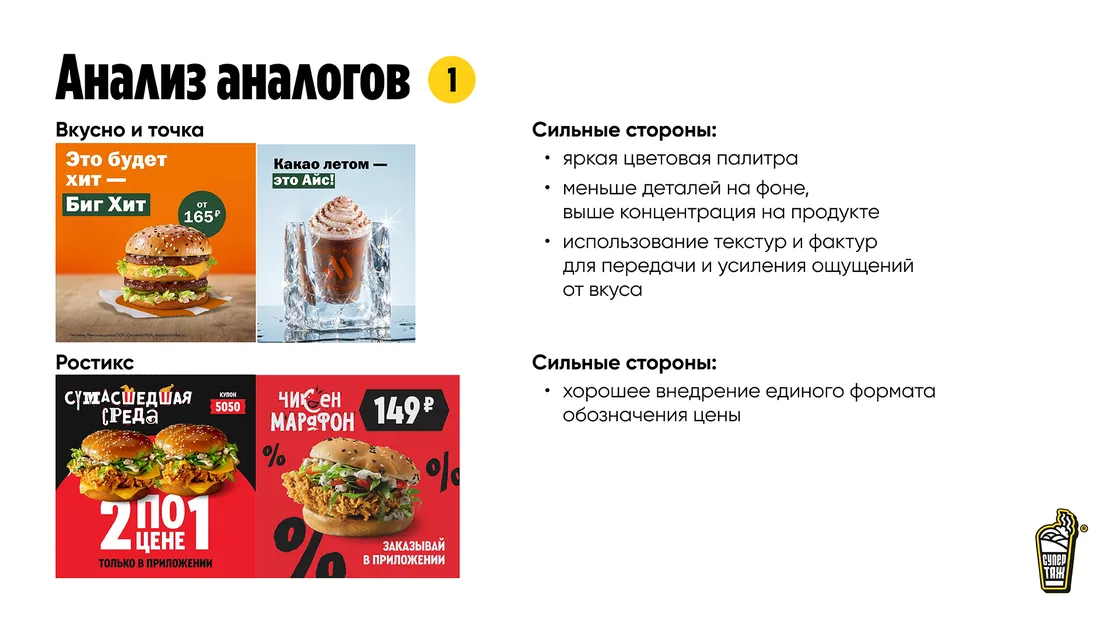 Анализ аналогов 1
Вкусно и точка
Это будет
хит —
Биг Хит
от
165₽
Какао летом —
это Айс!
Сильные стороны:
• яркая цветовая палитра
• меньше деталей на фоне,
выше концентрация на продукте
• использование текстур и фактур
для передачи и усиления ощущений
от вкуса
Ростикс
СУМАСШЕДШАЯ
СРЕДА
КУПОН
5050
2 ПО ЦЕНЕ 1
ТОЛЬКО В ПРИЛОЖЕНИИ
ЧИКЕН
МАРАФОН
149₽
%
%
%
ЗАКАЗЫВАЙ
В ПРИЛОЖЕНИИ
Сильные стороны:
• хорошее внедрение единого формата
обозначения цены
СУПЕР
ТЯЖ
®